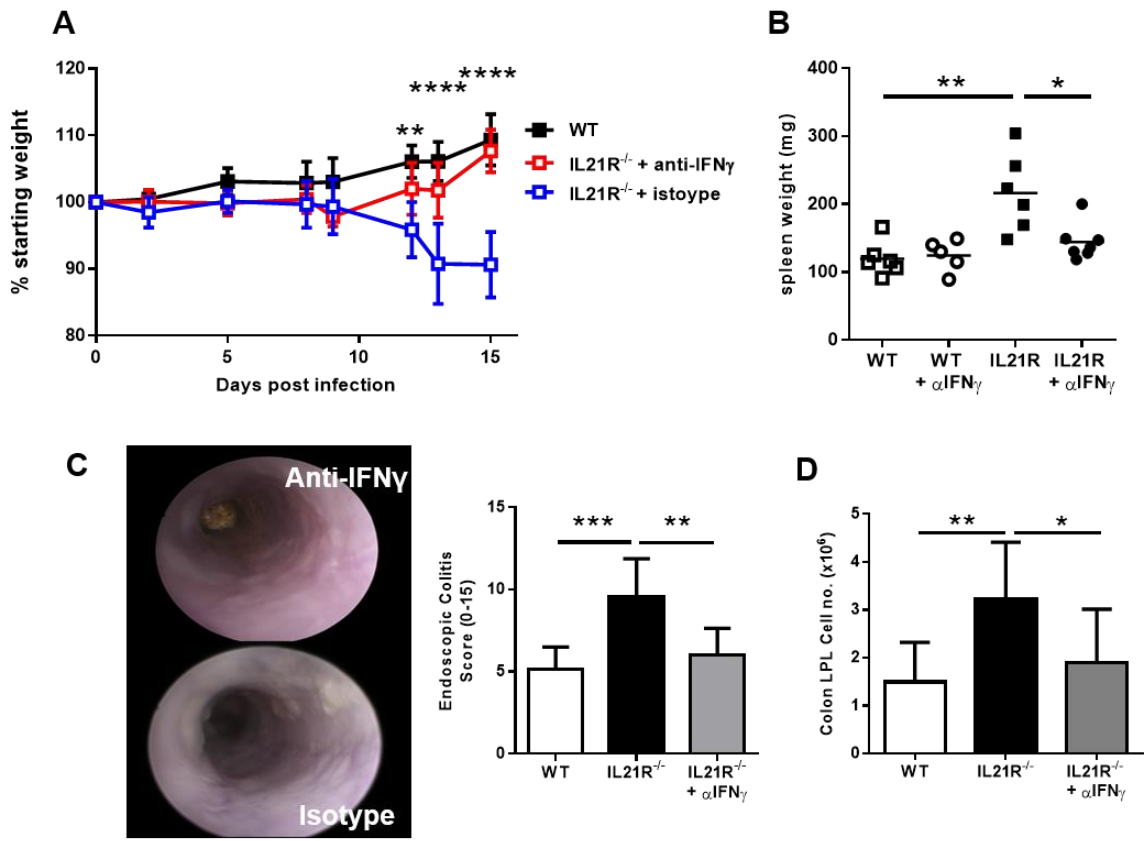 A
120
110
100
90
80
% starting weight
0
5
10
15
Days post infection
**
****
****
WT
IL21R-/- + anti-IFNγ
IL21R-/- + istoype
B
400
300
200
100
0
spleen weight (mg)
**
*
WT
WT
+ αIFNγ
IL21R
IL21R
+ αIFNγ
C
Anti-IFNγ
Isotype
15
10
5
0
Endoscopic Colitis
Score (0-15)
***
**
WT
IL21R-/-
IL21R-/-
+ αIFNγ
D
5
4
3
2
1
0
Colon LPL Cell no. (x10⁶)
**
*
WT
IL21R-/-
IL21R-/-
+ αIFNγ